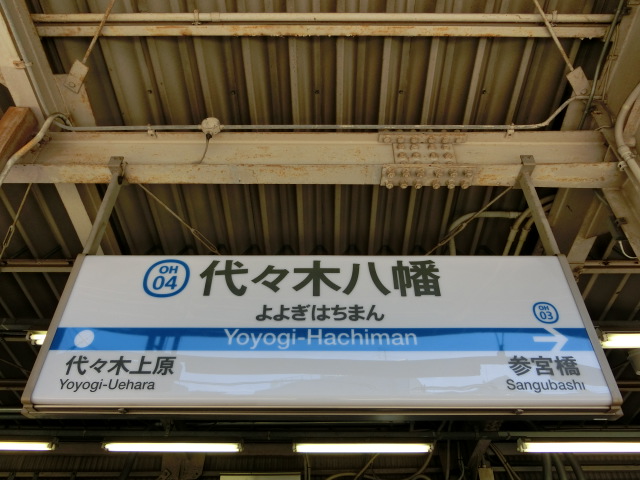 OH
04
代々木八幡
よよぎはちまん
Yoyogi-Hachiman
OH
03
代々木上原
Yoyogi-Uehara
参宮橋
Sangubashi